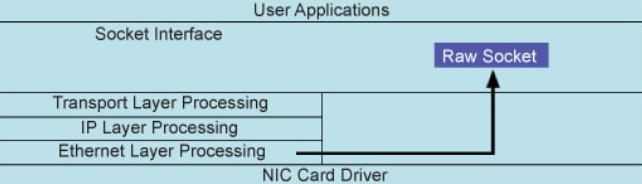 User Applications
Socket Interface
Raw Socket
Transport Layer Processing
IP Layer Processing
Ethernet Layer Processing
NIC Card Driver